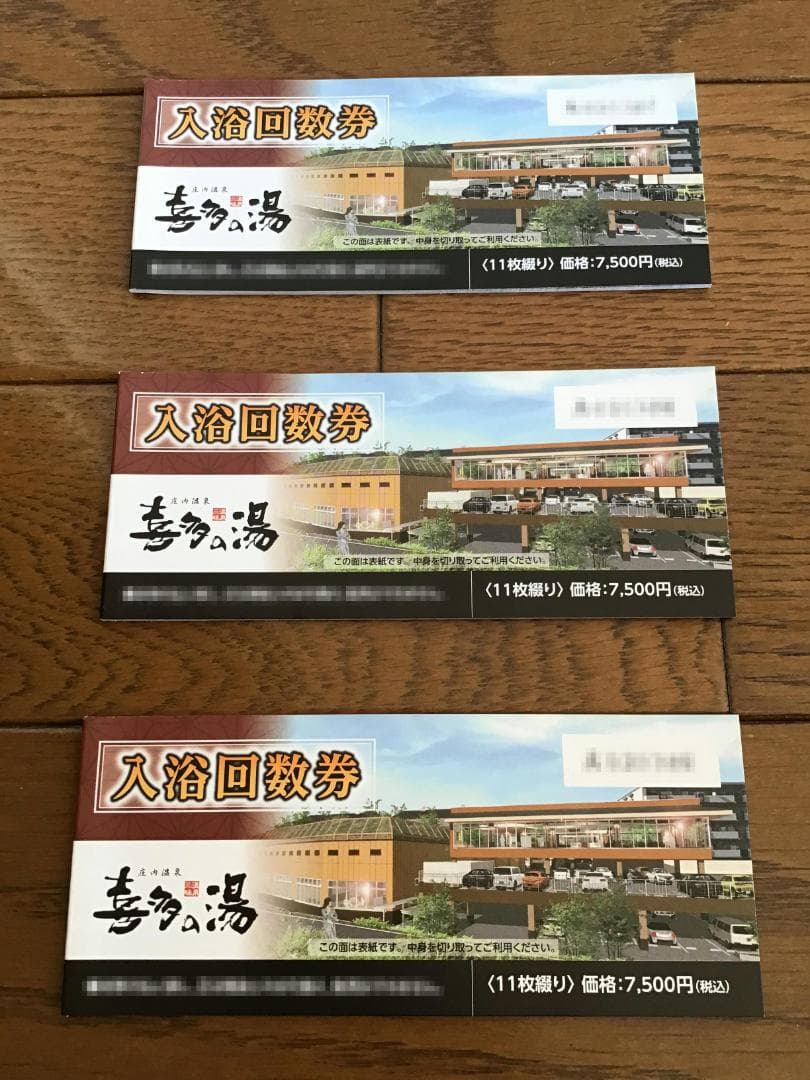 入浴回数券
庄内温泉
喜多の湯
この面は表紙です。中身を切り取ってご利用ください。
〈11枚綴り〉価格:7,500円(税込)
入浴回数券
庄内温泉
喜多の湯
この面は表紙です。中身を切り取ってご利用ください。
〈11枚綴り〉価格:7,500円(税込)
入浴回数券
庄内温泉
喜多の湯
この面は表紙です。中身を切り取ってご利用ください。
〈11枚綴り〉価格:7,500円(税込)